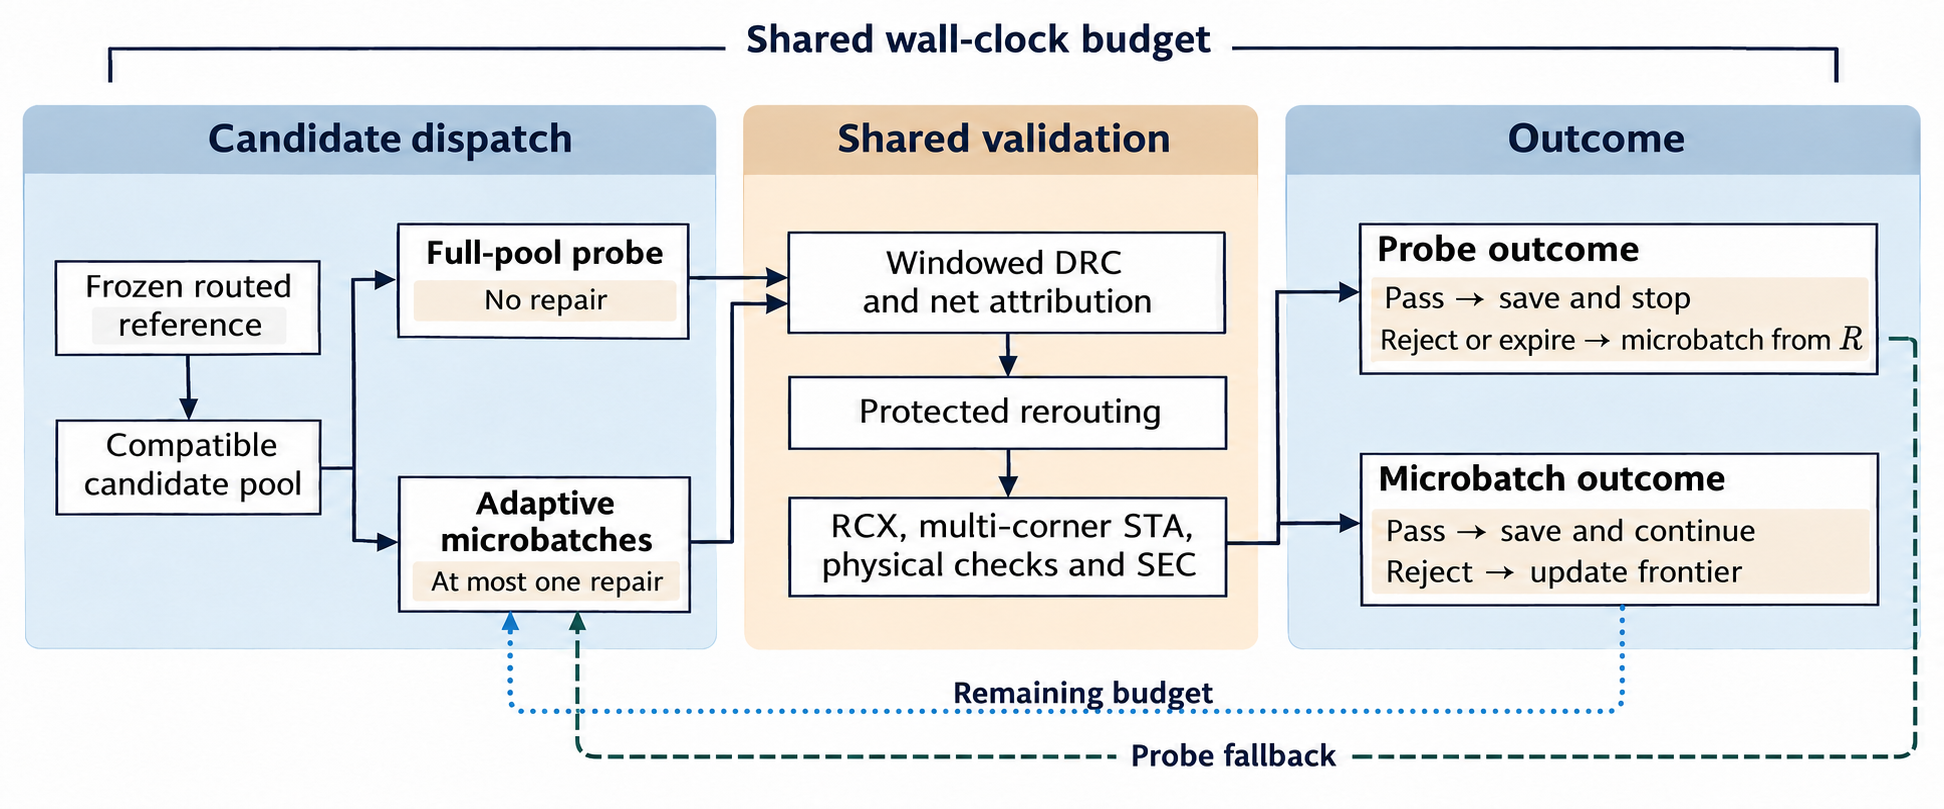 Shared wall-clock budget
Candidate dispatch
Frozen routed
reference
Compatible
candidate pool
Full-pool probe
No repair
Adaptive
microbatches
At most one repair
Shared validation
Windowed DRC
and net attribution
Protected rerouting
RCX, multi-corner STA,
physical checks and SEC
Outcome
Probe outcome
Pass → save and stop
Reject or expire → microbatch from R
Microbatch outcome
Pass → save and continue
Reject → update frontier
Remaining budget
Probe fallback